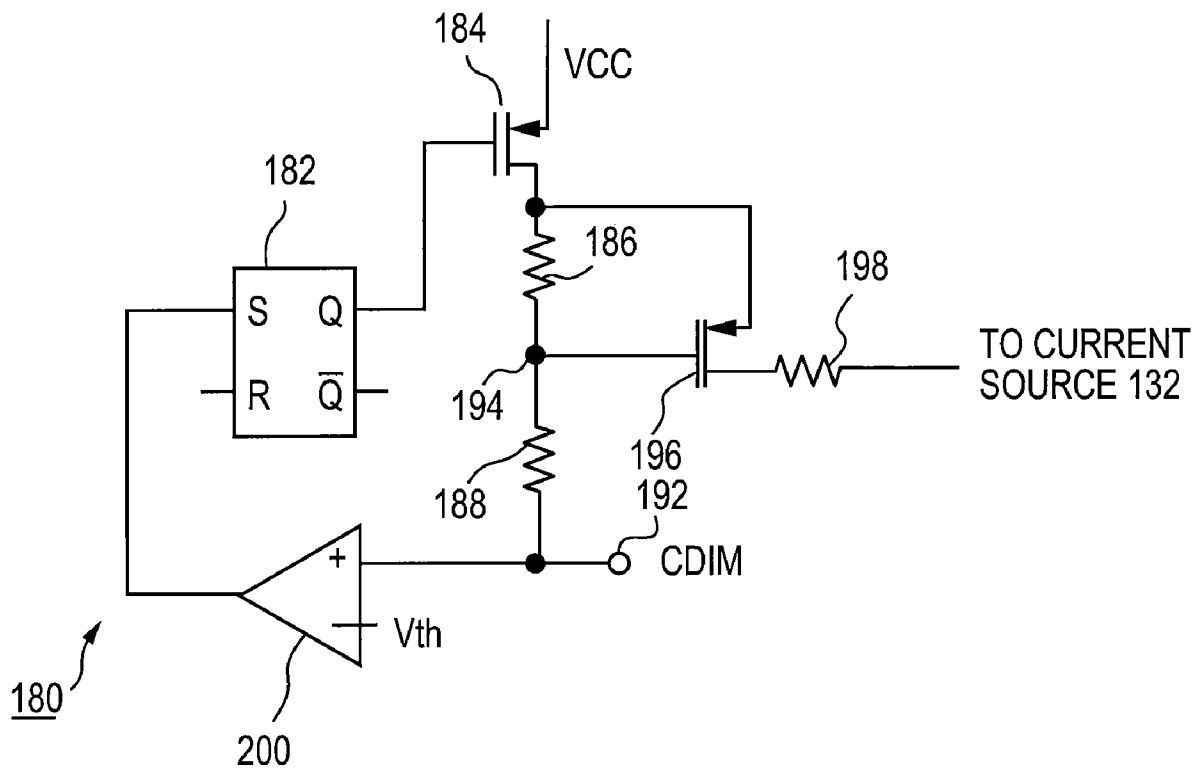 184
VCC
182
S Q
R Q̅
186
198
194
TO CURRENT
SOURCE 132
196
188
192
+
CDIM
Vth
180
200